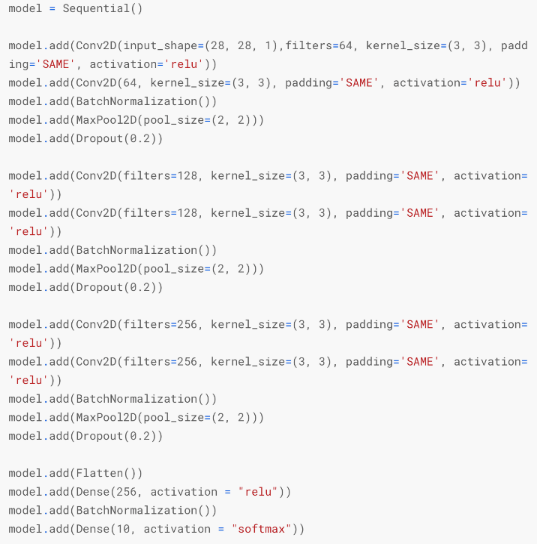 model = Sequential()
model.add(Conv2D(input_shape=(28, 28, 1),filters=64, kernel_size=(3, 3), padd
ing='SAME', activation='relu'))
model.add(Conv2D(64, kernel_size=(3, 3), padding='SAME', activation='relu'))
model.add(BatchNormalization())
model.add(MaxPool2D(pool_size=(2, 2)))
model.add(Dropout(0.2))
model.add(Conv2D(filters=128, kernel_size=(3, 3), padding='SAME', activation=
'relu'))
model.add(Conv2D(filters=128, kernel_size=(3, 3), padding='SAME', activation=
'relu'))
model.add(BatchNormalization())
model.add(MaxPool2D(pool_size=(2, 2)))
model.add(Dropout(0.2))
model.add(Conv2D(filters=256, kernel_size=(3, 3), padding='SAME', activation=
'relu'))
model.add(Conv2D(filters=256, kernel_size=(3, 3), padding='SAME', activation=
'relu'))
model.add(BatchNormalization())
model.add(MaxPool2D(pool_size=(2, 2)))
model.add(Dropout(0.2))
model.add(Flatten())
model.add(Dense(256, activation = "relu"))
model.add(BatchNormalization())
model.add(Dense(10, activation = "softmax"))